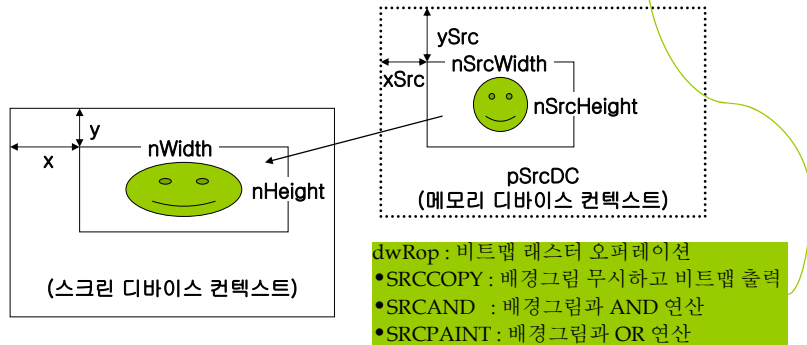 ySrc
nSrcWidth
xSrc
nSrcHeight
pSrcDC
(메모리 디바이스 컨텍스트)
y
x
nWidth
nHeight
(스크린 디바이스 컨텍스트)
dwRop : 비트맵 래스터 오퍼레이션
•SRCCOPY : 배경그림 무시하고 비트맵 출력
•SRCAND : 배경그림과 AND 연산
•SRCPAINT : 배경그림과 OR 연산